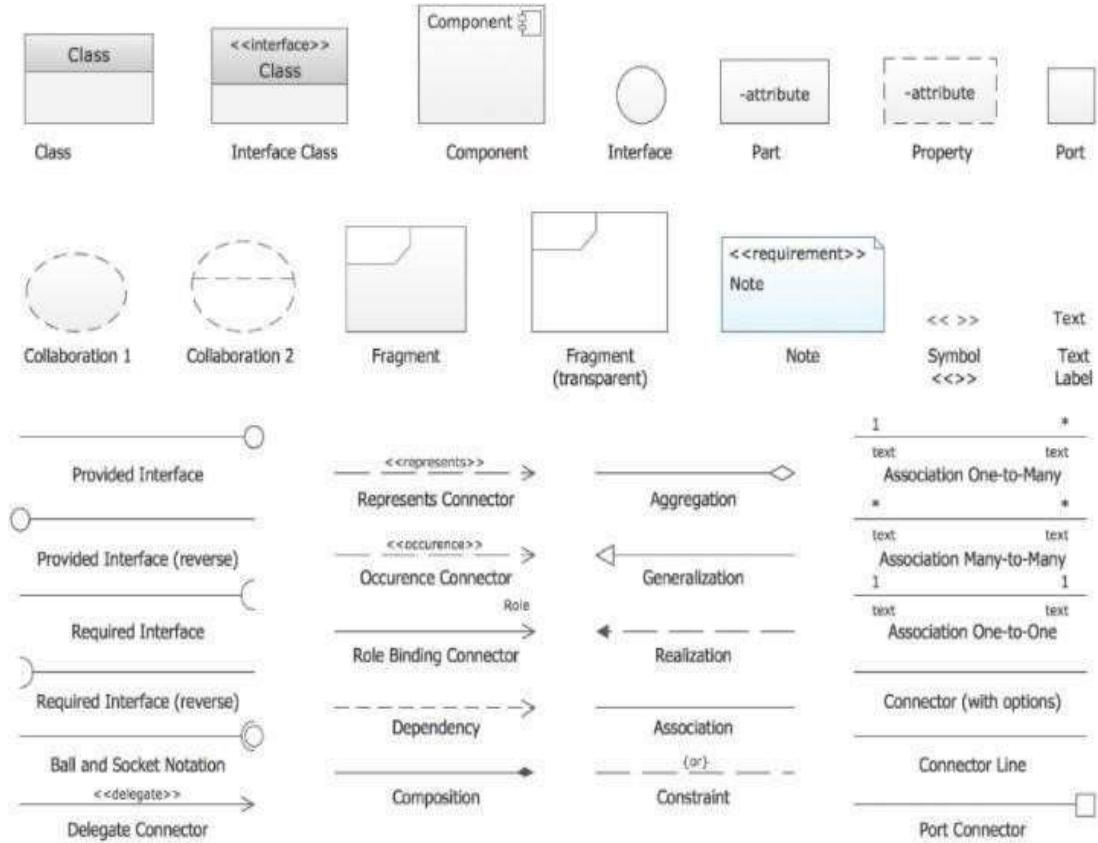 Class
<<interface>>
Class
Component
-attribute
-attribute
Class
Interface Class
Component
Interface
Part
Property
Port
<<requirement>>
Note
<< >>
Text
Collaboration 1
Collaboration 2
Fragment
Fragment
(transparent)
Note
Symbol
<<>>
Text
Label
Provided Interface
Provided Interface (reverse)
Required Interface
Required Interface (reverse)
Ball and Socket Notation
<<delegate>>
Delegate Connector
<<represents>>
Represents Connector
<<occurence>>
Occurence Connector
Role
Role Binding Connector
Dependency
Composition
Aggregation
Generalization
Realization
Association
{or}
Constraint
1 *
text text
Association One-to-Many
* *
text text
Association Many-to-Many
1 1
text text
Association One-to-One
Connector (with options)
Connector Line
Port Connector